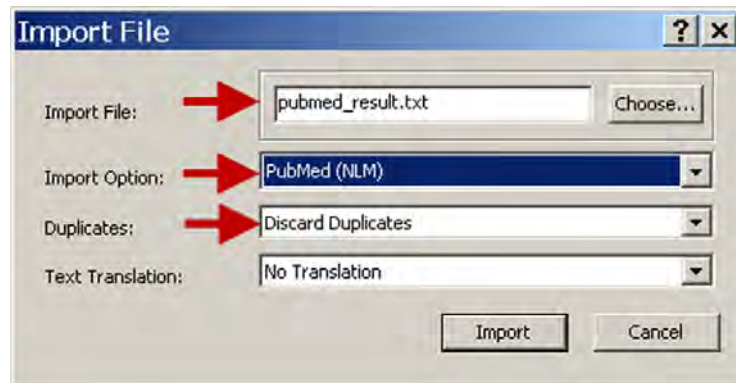 Import File
? ×
Import File: pubmed_result.txt Choose...
Import Option: PubMed (NLM)
Duplicates: Discard Duplicates
Text Translation: No Translation
Import Cancel